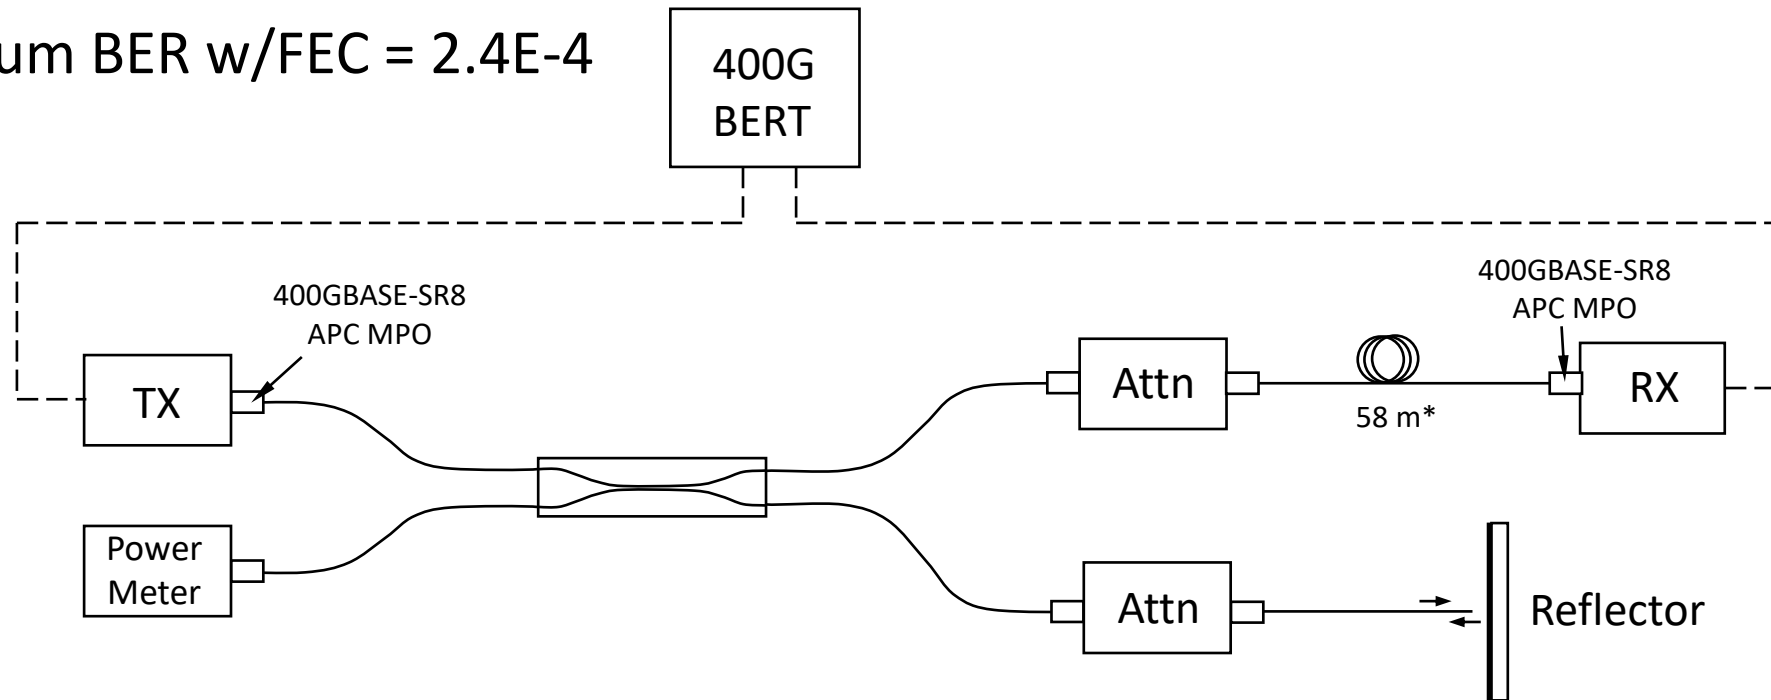 um BER w/FEC = 2.4E-4
400G
BERT
400GBASE-SR8
APC MPO
400GBASE-SR8
APC MPO
TX
Attn
58 m*
RX
Power
Meter
Attn
Reflector